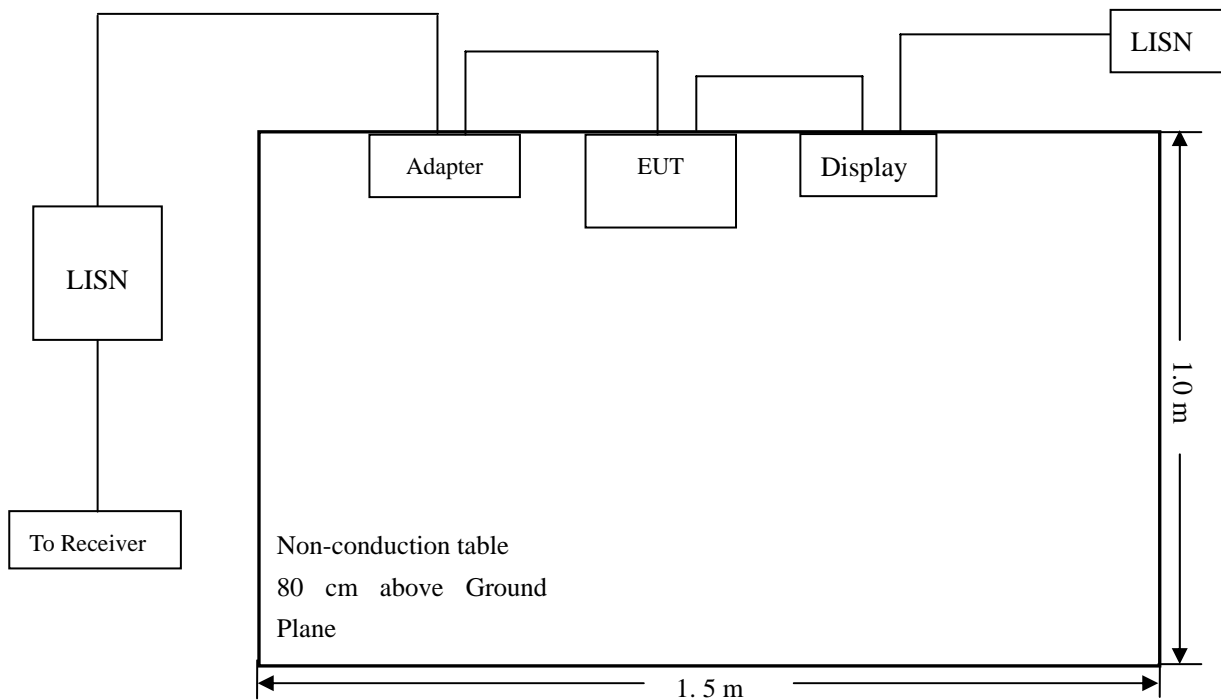 LISN
Adapter
EUT
Display
LISN
1.0 m
To Receiver
Non-conduction table
80 cm above Ground
Plane
1. 5 m